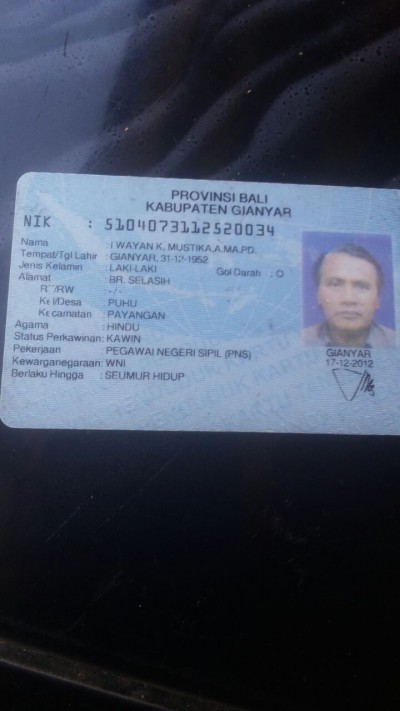 PROVINSI BALI
KABUPATEN GIANYAR
NIK : 5104073112520034
Nama : I WAYAN K. MUSTIKA,A.MA,PD.
Tempat/Tgl Lahir : GIANYAR, 31-12-1952
Jenis Kelamin : LAKI-LAKI Gol Darah : O
Alamat : BR. SELASIH
RT/RW : -/-
Kel/Desa : PUHU
Kecamatan : PAYANGAN
Agama : HINDU
Status Perkawinan : KAWIN
Pekerjaan : PEGAWAI NEGERI SIPIL (PNS)
Kewarganegaraan : WNI
Berlaku Hingga : SEUMUR HIDUP
GIANYAR
17-12-2012